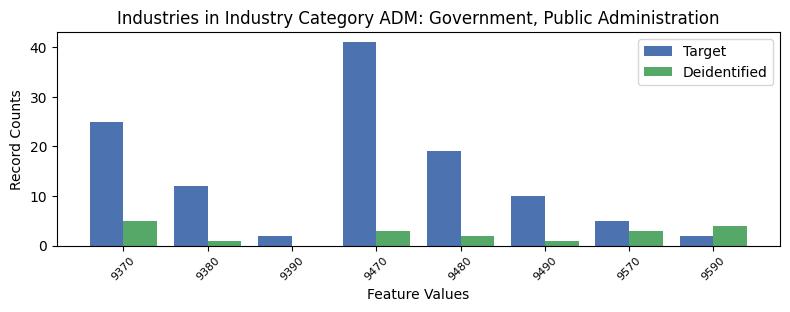 Industries in Industry Category ADM: Government, Public Administration
Target
Deidentified
Record Counts
40
30
20
10
0
9370 9380 9390 9470 9480 9490 9570 9590
Feature Values